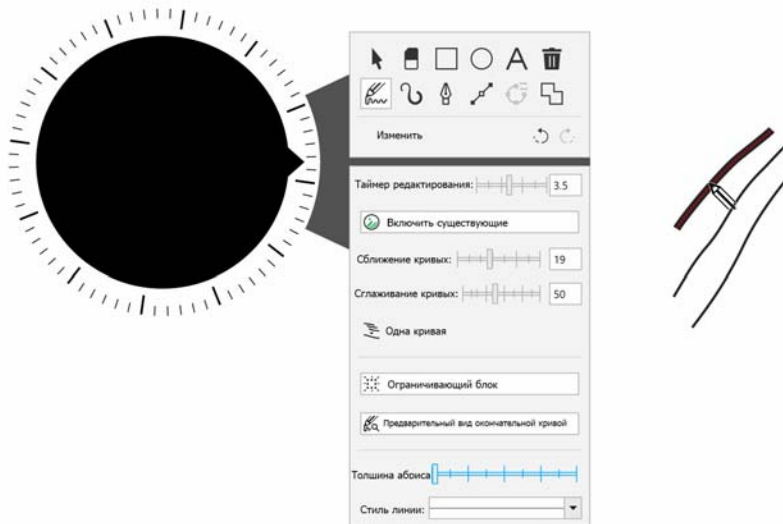 Изменить
Таймер редактирования: 3.5
Включить существующие
Сближение кривых: 19
Сглаживание кривых: 50
Одна кривая
Ограничивающий блок
Предварительный вид окончательной кривой
Толщина абриса
Стиль линии: